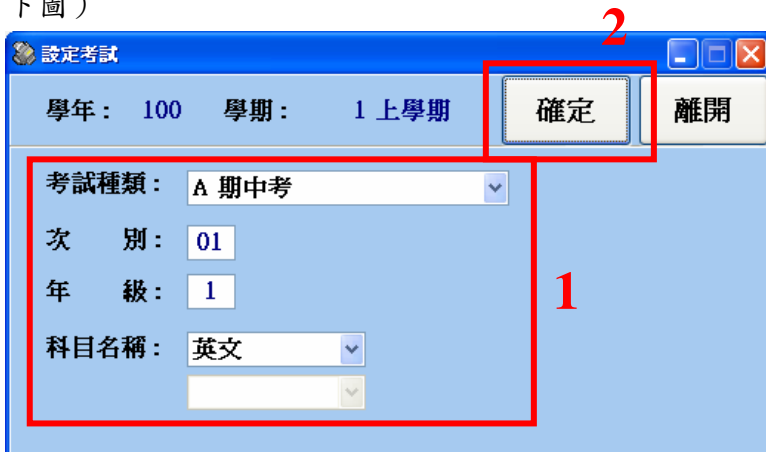 下圖）
2
設定考試
學年： 100 學期： 1 上學期 確定 離開
考試種類： A 期中考
次 別： 01
年 級： 1
1
科目名稱： 英文